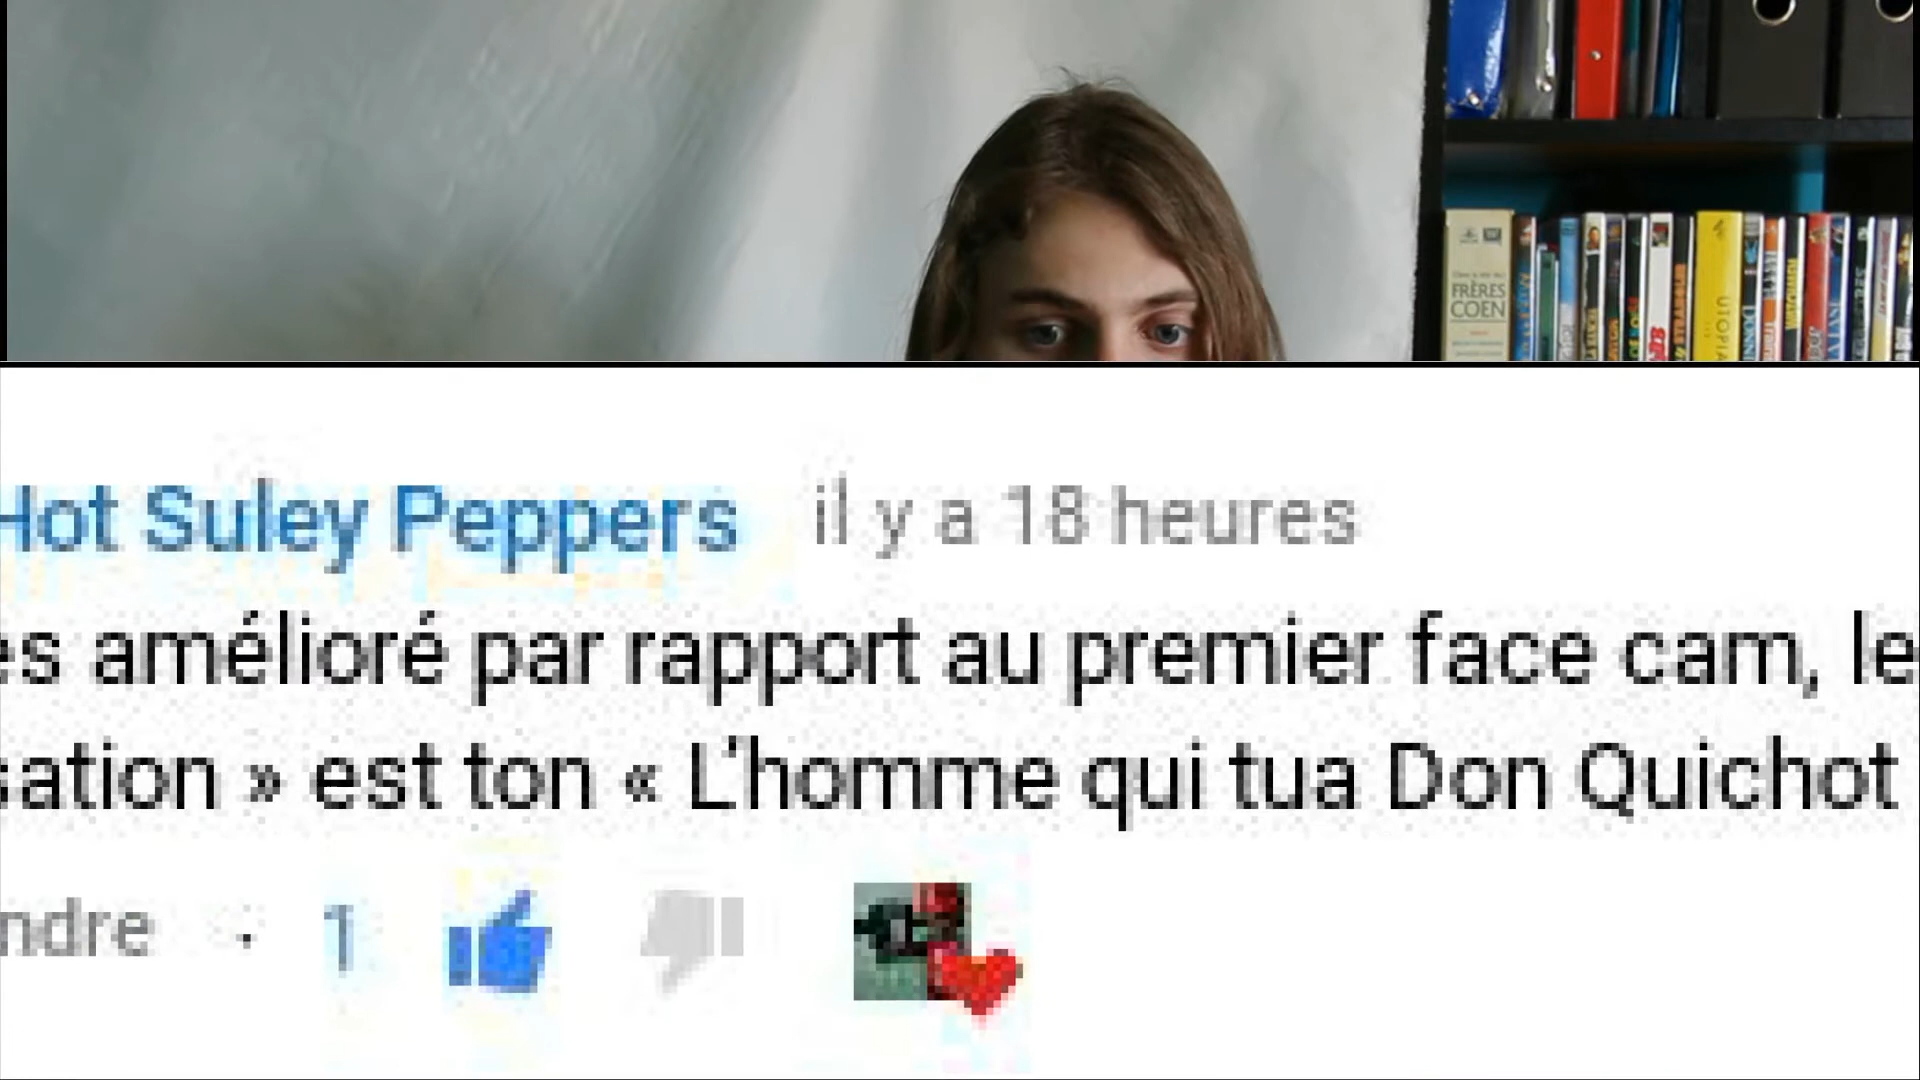 FRÈRES
COEN
UTOPIA
Hot Suley Peppers il y a 18 heures
es amélioré par rapport au premier face cam, le
sation » est ton « L'homme qui tua Don Quichot
ndre · 1